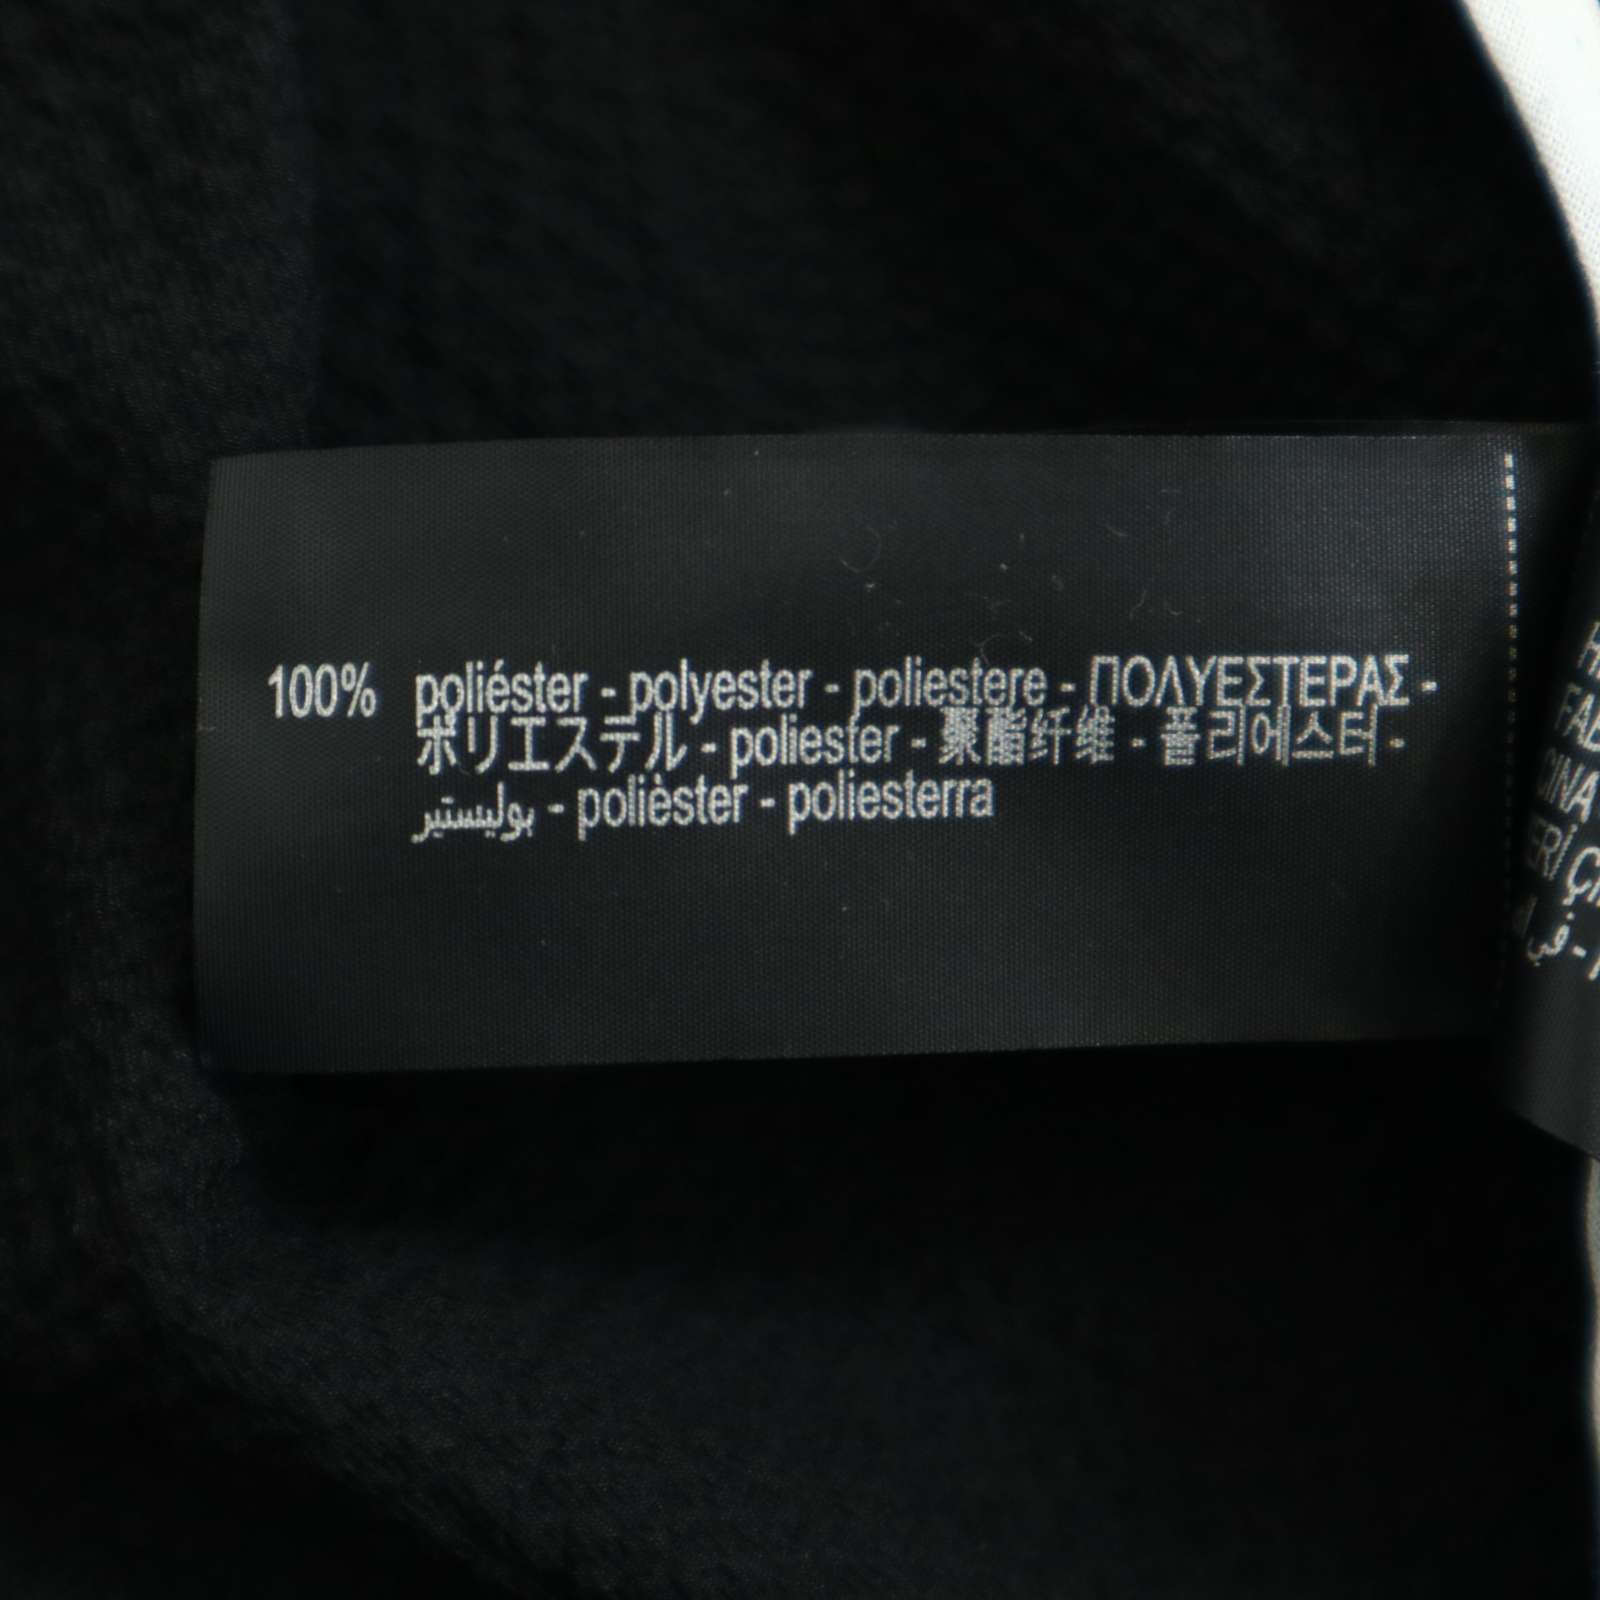 100% poliéster - polyester - poliestere - ΠΟΛΥΕΣΤΕΡΑΣ -
ポリエステル - poliester - 聚酯纤维 - 폴리에스터 -
بوليستير - polièster - poliesterra